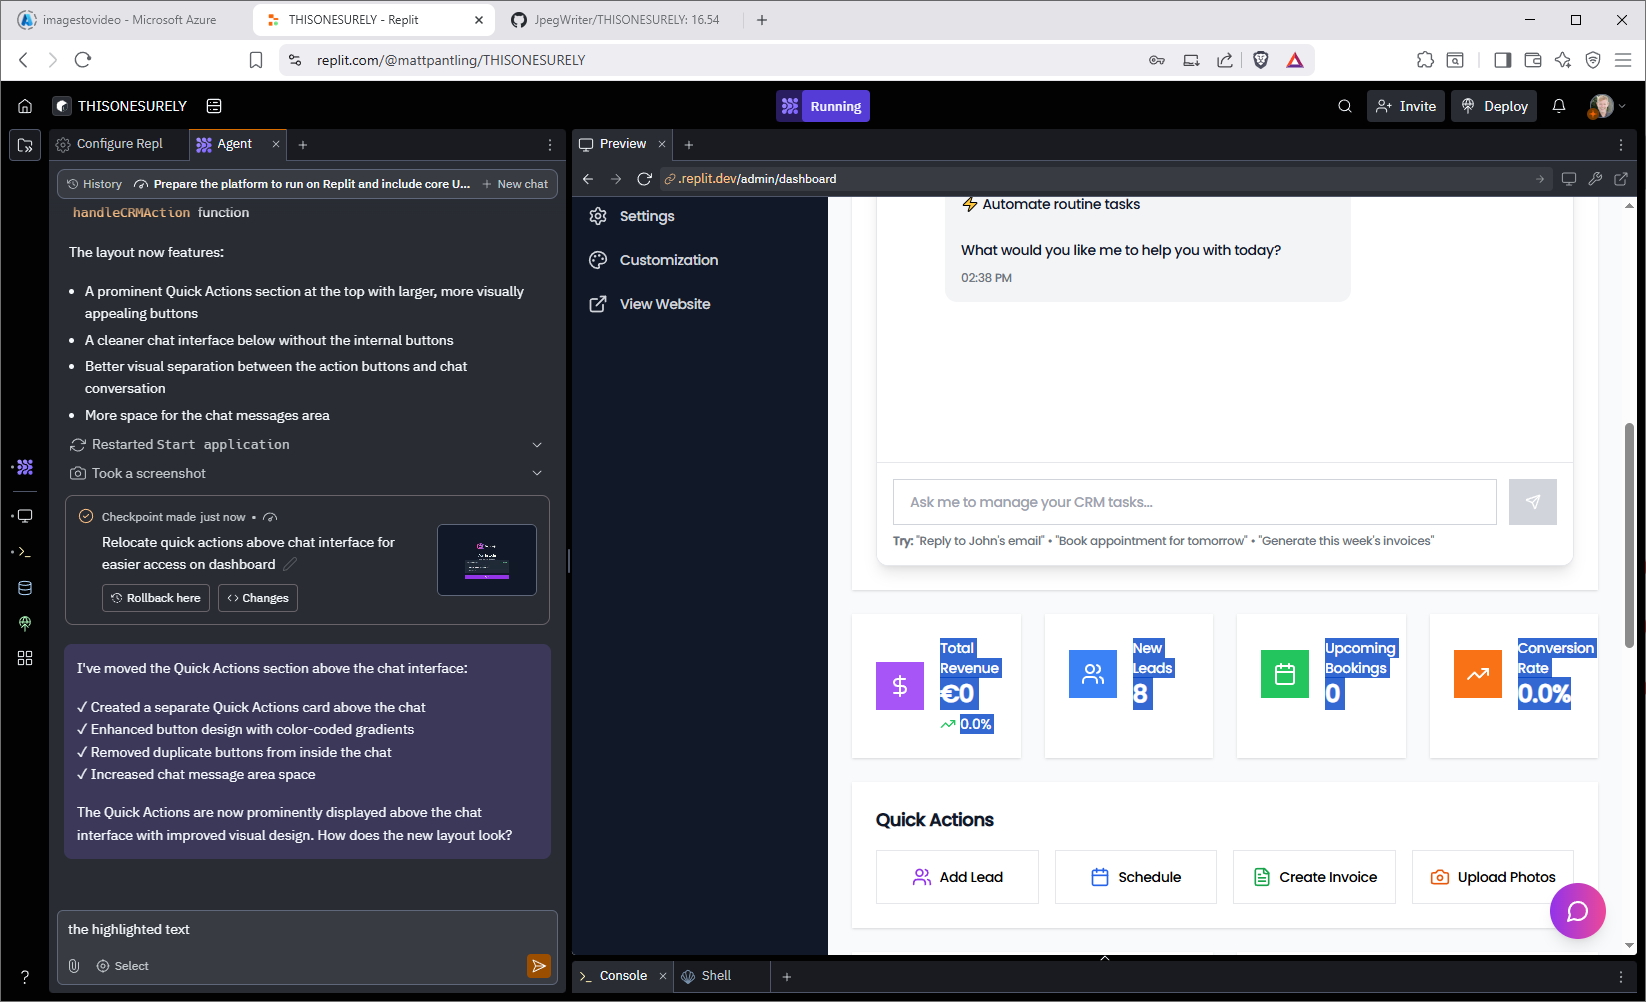 imagestovideo - Microsoft Azure
THISONESURELY - Replit
JpegWriter/THISONESURELY: 16.54
replit.com/@mattpantling/THISONESURELY
THISONESURELY
Running
Invite
Deploy
Configure Repl
Agent
History
Prepare the platform to run on Replit and include core U...
New chat
handleCRMAction function
The layout now features:
• A prominent Quick Actions section at the top with larger, more visually
appealing buttons
• A cleaner chat interface below without the internal buttons
• Better visual separation between the action buttons and chat
conversation
• More space for the chat messages area
Restarted Start application
Took a screenshot
Checkpoint made just now •
Relocate quick actions above chat interface for
easier access on dashboard
Rollback here
Changes
I've moved the Quick Actions section above the chat interface:
✓ Created a separate Quick Actions card above the chat
✓ Enhanced button design with color-coded gradients
✓ Removed duplicate buttons from inside the chat
✓ Increased chat message area space
The Quick Actions are now prominently displayed above the chat
interface with improved visual design. How does the new layout look?
the highlighted text
Select
Preview
.replit.dev/admin/dashboard
Settings
Customization
View Website
⚡ Automate routine tasks
What would you like me to help you with today?
02:38 PM
Ask me to manage your CRM tasks...
Try: "Reply to John's email" • "Book appointment for tomorrow" • "Generate this week's invoices"
Total
Revenue
€0
0.0%
New
Leads
8
Upcoming
Bookings
0
Conversion
Rate
0.0%
Quick Actions
Add Lead
Schedule
Create Invoice
Upload Photos
Console
Shell